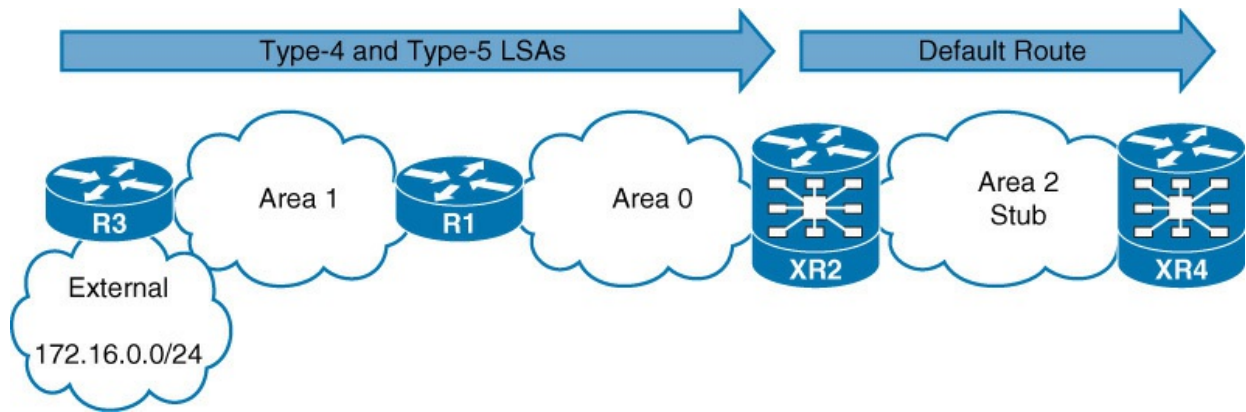 Type-4 and Type-5 LSAs
Default Route
Area 1
Area 0
Area 2
Stub
R3
R1
XR2
XR4
External
172.16.0.0/24